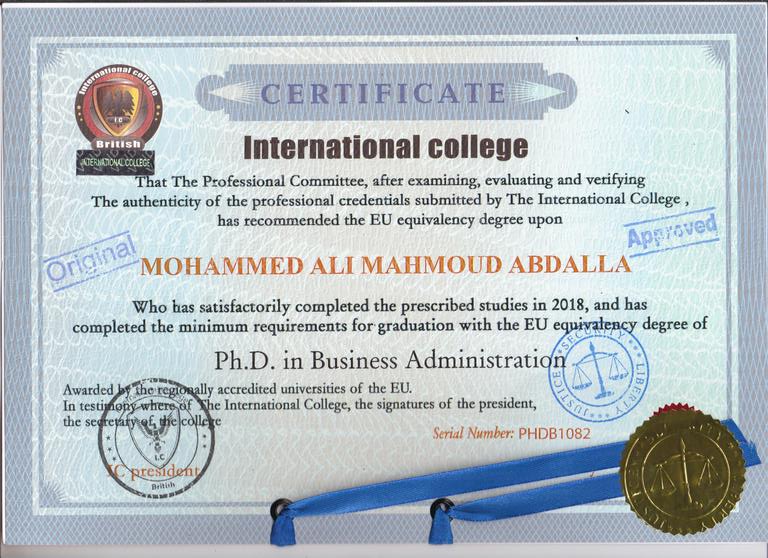 International college
I.C
British
INTERNATIONAL COLLEGE
CERTIFICATE
International college
That The Professional Committee, after examining, evaluating and verifying
The authenticity of the professional credentials submitted by The International College ,
has recommended the EU equivalency degree upon
Original
Approved
MOHAMMED ALI MAHMOUD ABDALLA
Who has satisfactorily completed the prescribed studies in 2018, and has
completed the minimum requirements for graduation with the EU equivalency degree of
Ph.D. in Business Administration
SECURITY
LIBERTY
JUSTICE
Awarded by the regionally accredited universities of the EU.
In testimony where of The International College, the signatures of the president,
the secretary of the college
Serial Number: PHDB1082
I.C
IC president
British